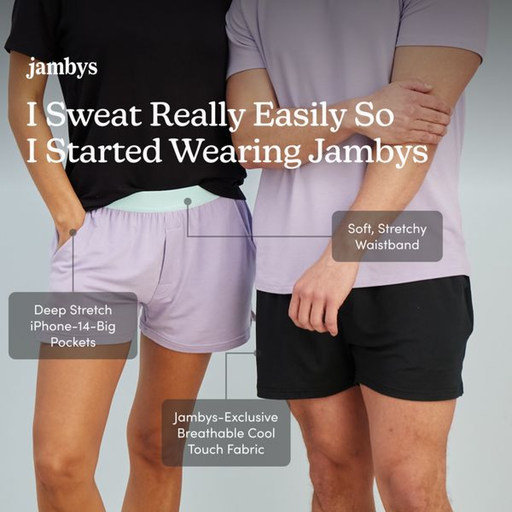 jambys
I Sweat Really Easily So
I Started Wearing Jambys
Soft, Stretchy
Waistband
Deep Stretch
iPhone-14-Big
Pockets
Jambys-Exclusive
Breathable Cool
Touch Fabric